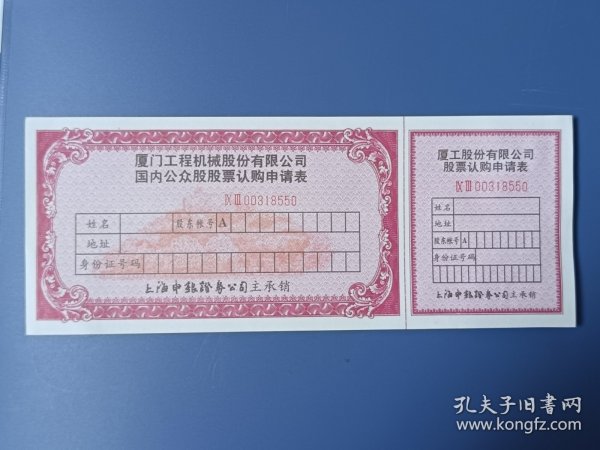 厦门工程机械股份有限公司
国内公众股股票认购申请表
IX III 00318550
姓名 股东帐号 A
地址
身份证号码
上海申银證券公司主承销
厦工股份有限公司
股票认购申请表
IX III 00318550
姓名
地址
股东帐号 A
身份证号码
上海申银證券公司主承销
孔夫子旧书网
www.kongfz.com